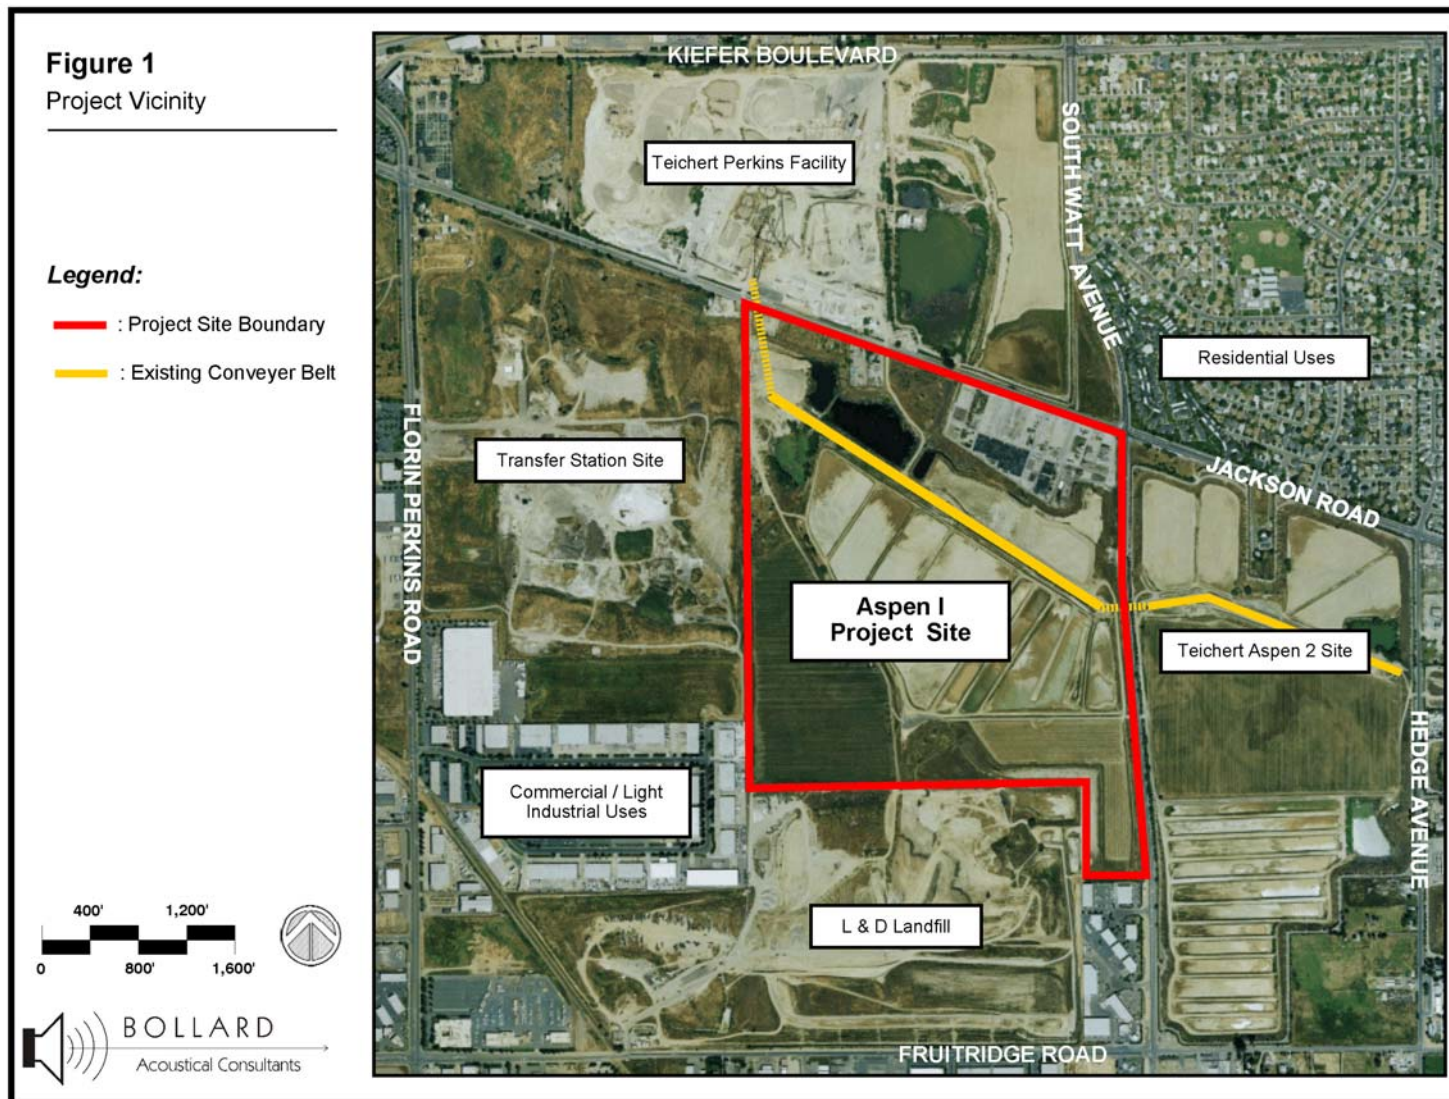 Figure 1
Project Vicinity
Legend:
: Project Site Boundary
: Existing Conveyer Belt
400'
1,200'
0
800'
1,600'
BOLLARD
Acoustical Consultants
KIEFER BOULEVARD
Teichert Perkins Facility
SOUTH WATT AVENUE
Residential Uses
FLORIN PERKINS ROAD
Transfer Station Site
JACKSON ROAD
Aspen I
Project Site
Teichert Aspen 2 Site
HEDGE AVENUE
Commercial / Light
Industrial Uses
L & D Landfill
FRUITRIDGE ROAD